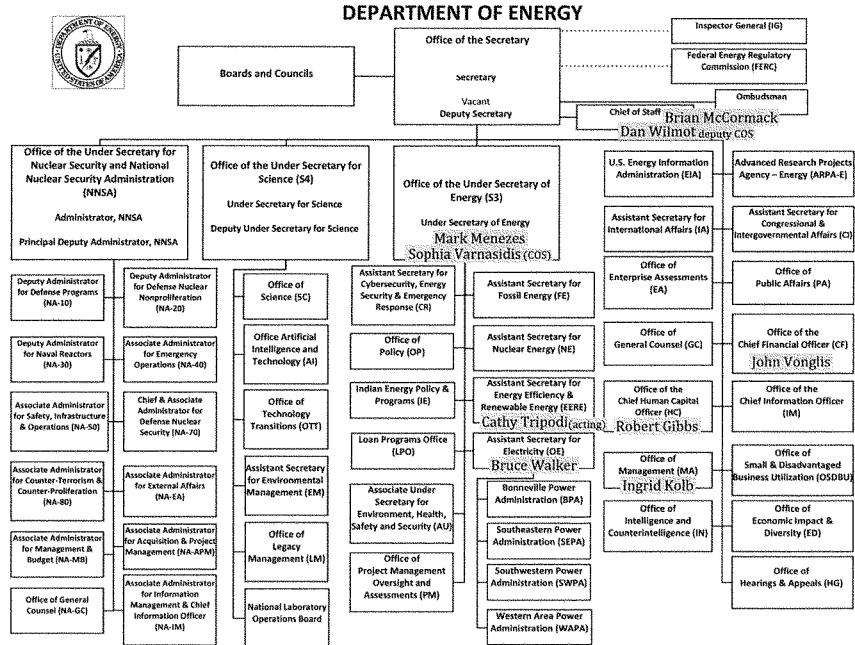 DEPARTMENT OF ENERGY
DEPARTMENT OF ENERGY
UNITED STATES OF AMERICA
Boards and Councils
Office of the Secretary
Secretary
Vacant
Deputy Secretary
Inspector General (IG)
Federal Energy Regulatory
Commission (FERC)
Ombudsman
Chief of Staff Brian McCormack
Dan Wilmot deputy COS
Office of the Under Secretary for
Nuclear Security and National
Nuclear Security Administration
(NNSA)
Administrator, NNSA
Principal Deputy Administrator, NNSA
Deputy Administrator
for Defense Programs
(NA-10)
Deputy Administrator
for Defense Nuclear
Nonproliferation
(NA-20)
Deputy Administrator
for Naval Reactors
(NA-30)
Associate Administrator
for Emergency
Operations (NA-40)
Associate Administrator
for Safety, Infrastructure
& Operations (NA-50)
Chief & Associate
Administrator for
Defense Nuclear
Security (NA-70)
Associate Administrator
for Counter-Terrorism &
Counter-Proliferation
(NA-80)
Associate Administrator
for External Affairs
(NA-EA)
Associate Administrator
for Management &
Budget (NA-MB)
Associate Administrator
for Acquisition & Project
Management (NA-APM)
Office of General
Counsel (NA-GC)
Associate Administrator
for Information
Management & Chief
Information Officer
(NA-IM)
Office of the Under Secretary for
Science (S4)
Under Secretary for Science
Deputy Under Secretary for Science
Office of
Science (SC)
Office Artificial
Intelligence and
Technology (AI)
Office of
Technology
Transitions (OTT)
Assistant Secretary
for Environmental
Management (EM)
Office of
Legacy
Management (LM)
National Laboratory
Operations Board
Office of the Under Secretary of
Energy (S3)
Under Secretary of Energy
Mark Menezes
Sophia Varnasidis (COS)
Assistant Secretary for
Cybersecurity, Energy
Security & Emergency
Response (CR)
Assistant Secretary for
Fossil Energy (FE)
Office of
Policy (OP)
Assistant Secretary for
Nuclear Energy (NE)
Indian Energy Policy &
Programs (IE)
Assistant Secretary for
Energy Efficiency &
Renewable Energy (EERE)
Cathy Tripodi (acting)
Loan Programs Office
(LPO)
Assistant Secretary for
Electricity (OE)
Bruce Walker
Associate Under
Secretary for
Environment, Health,
Safety and Security (AU)
Bonneville Power
Administration (BPA)
Southeastern Power
Administration (SEPA)
Office of
Project Management
Oversight and
Assessments (PM)
Southwestern Power
Administration (SWPA)
Western Area Power
Administration (WAPA)
U.S. Energy Information
Administration (EIA)
Advanced Research Projects
Agency – Energy (ARPA-E)
Assistant Secretary for
International Affairs (IA)
Assistant Secretary for
Congressional &
Intergovernmental Affairs (CI)
Office of
Enterprise Assessments
(EA)
Office of
Public Affairs (PA)
Office of
General Counsel (GC)
Office of the
Chief Financial Officer (CF)
John Vonglis
Office of the
Chief Human Capital
Officer (HC)
Robert Gibbs
Office of the
Chief Information Officer
(IM)
Office of
Management (MA)
Ingrid Kolb
Office of
Small & Disadvantaged
Business Utilization (OSDBU)
Office of
Intelligence and
Counterintelligence (IN)
Office of
Economic Impact &
Diversity (ED)
Office of
Hearings & Appeals (HG)